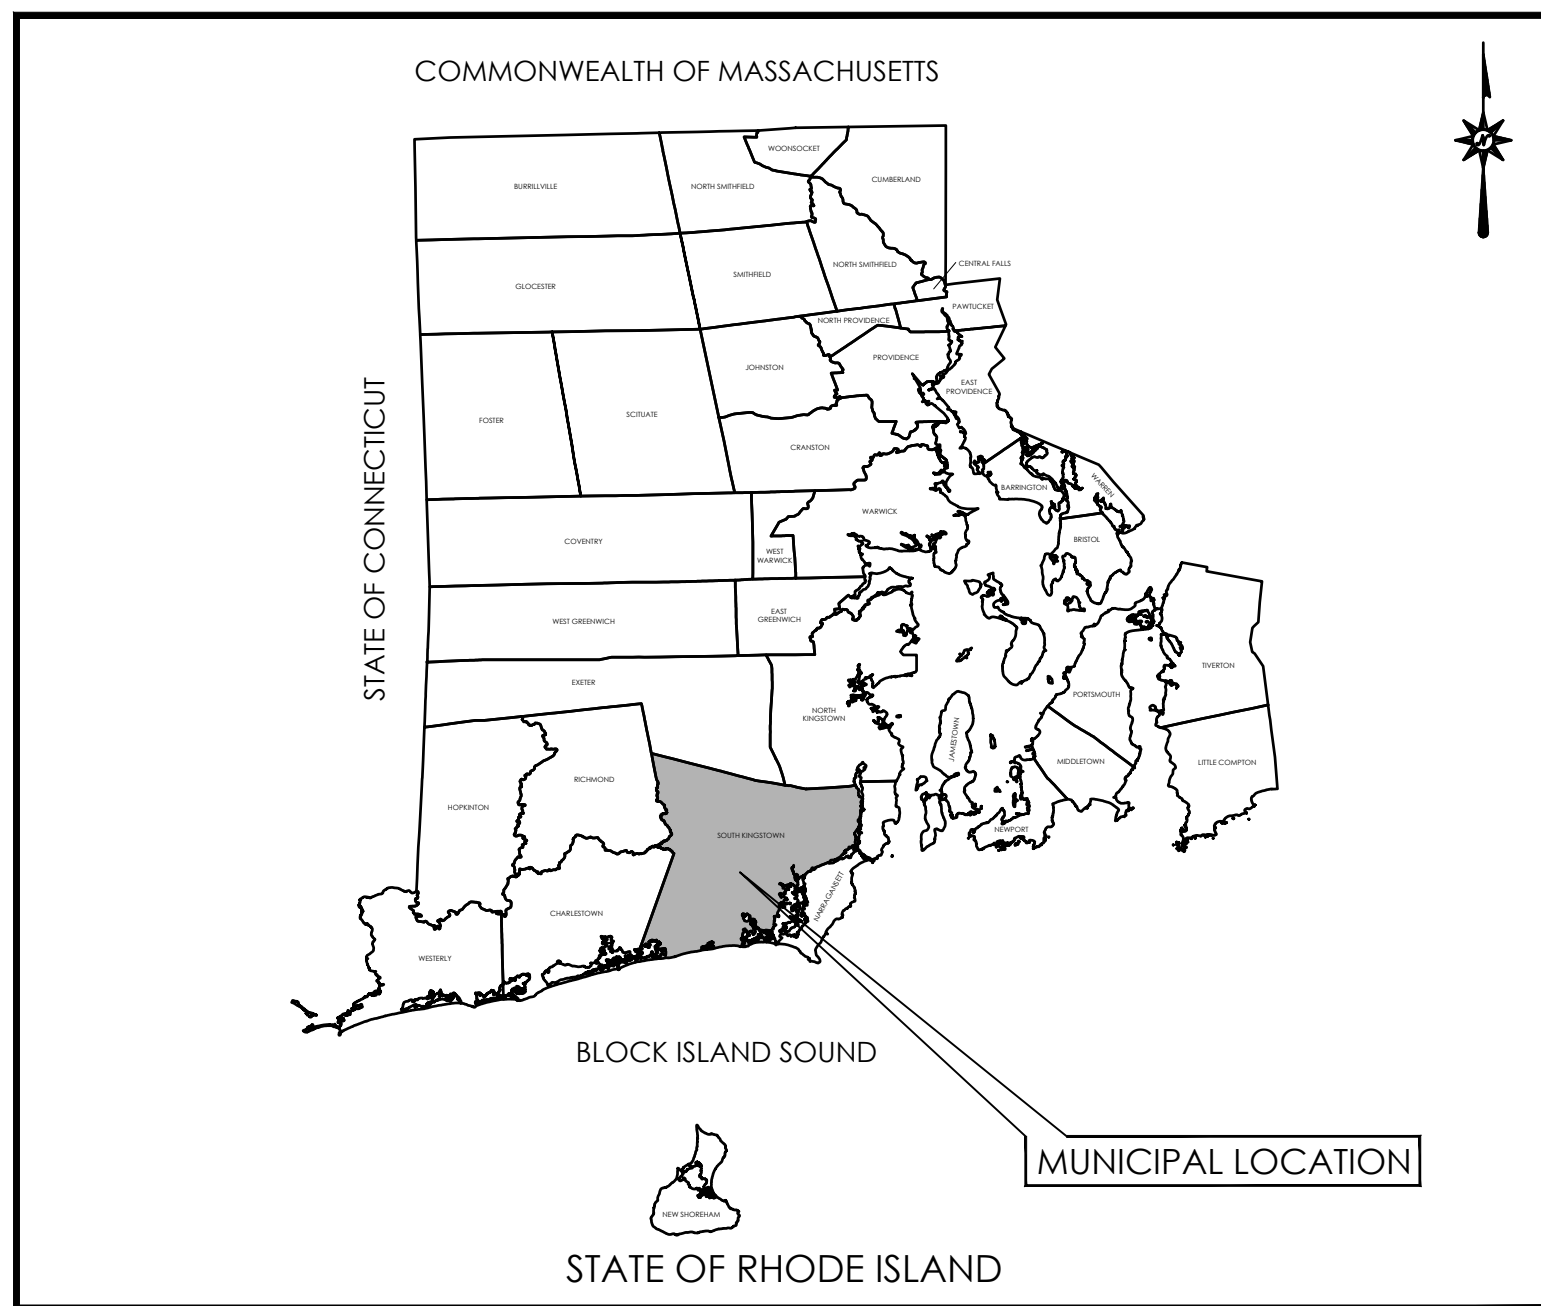 COMMONWEALTH OF MASSACHUSETTS
N
WOONSOCKET
CUMBERLAND
BURRILLVILLE
NORTH SMITHFIELD
CENTRAL FALLS
NORTH SMITHFIELD
SMITHFIELD
GLOCESTER
PAWTUCKET
NORTH PROVIDENCE
PROVIDENCE
JOHNSTON
EAST
PROVIDENCE
STATE OF CONNECTICUT
FOSTER
SCITUATE
CRANSTON
BARRINGTON
WARREN
WARWICK
BRISTOL
COVENTRY
WEST
WARWICK
WEST GREENWICH
EAST
GREENWICH
TIVERTON
EXETER
PORTSMOUTH
NORTH
KINGSTOWN
JAMESTOWN
MIDDLETOWN
LITTLE COMPTON
RICHMOND
HOPKINTON
NEWPORT
SOUTH KINGSTOWN
NARRAGANSETT
CHARLESTOWN
WESTERLY
BLOCK ISLAND SOUND
MUNICIPAL LOCATION
NEW SHOREHAM
STATE OF RHODE ISLAND